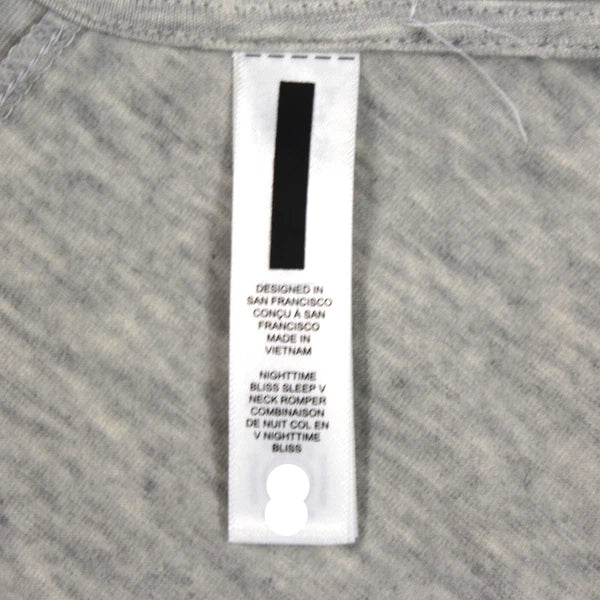 DESIGNED IN
SAN FRANCISCO
CONÇU À SAN
FRANCISCO
MADE IN
VIETNAM
NIGHTTIME
BLISS SLEEP V
NECK ROMPER
COMBINAISON
DE NUIT COL EN
V NIGHTTIME
BLISS